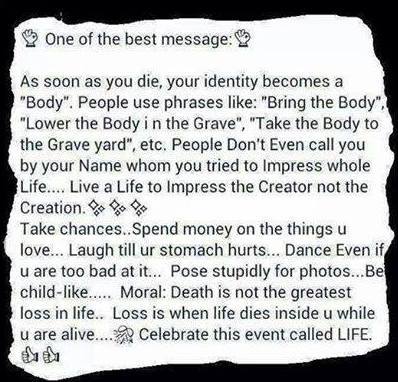 ✊ One of the best message:✊
As soon as you die, your identity becomes a
"Body". People use phrases like: "Bring the Body",
"Lower the Body i n the Grave", "Take the Body to
the Grave yard", etc. People Don't Even call you
by your Name whom you tried to Impress whole
Life.... Live a Life to Impress the Creator not the
Creation.
Take chances..Spend money on the things u
love... Laugh till ur stomach hurts... Dance Even if
u are too bad at it... Pose stupidly for photos...Be
child-like..... Moral: Death is not the greatest
loss in life.. Loss is when life dies inside u while
u are alive.... Celebrate this event called LIFE.
👍👍